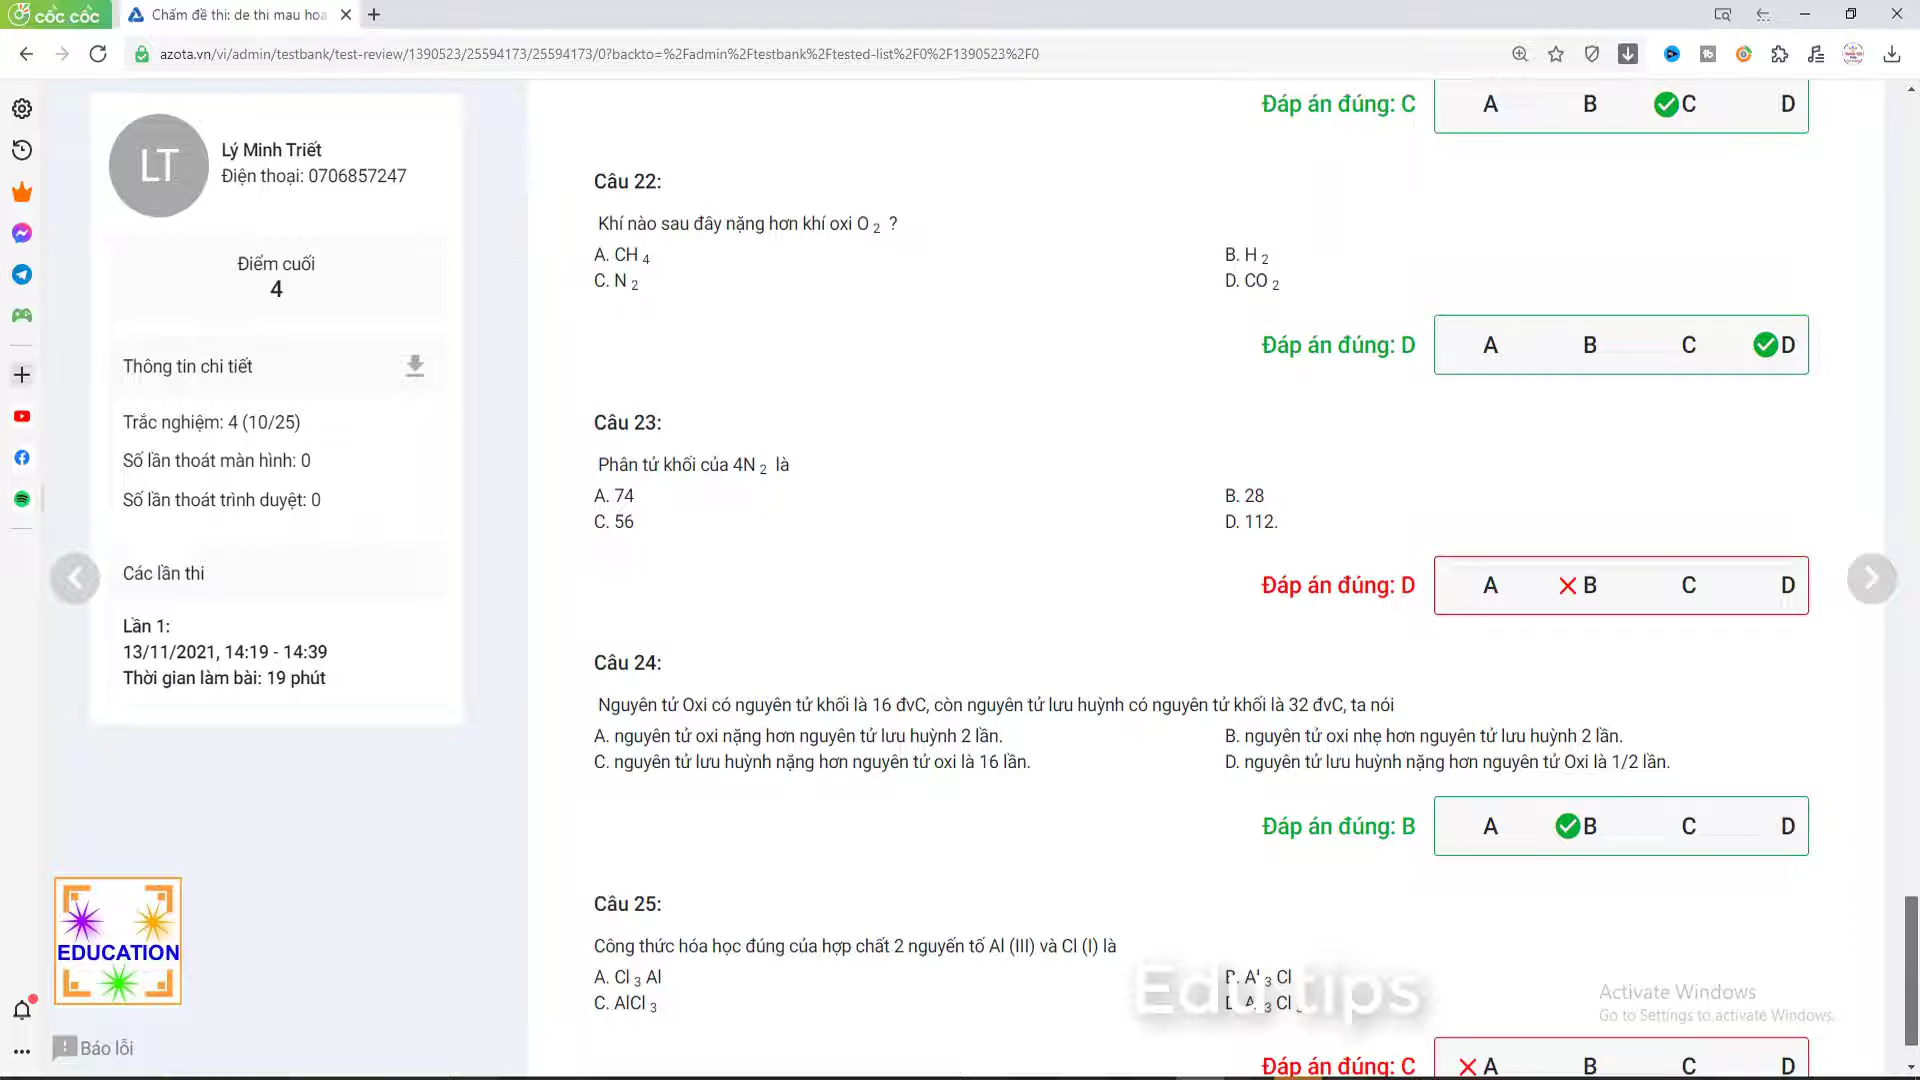 cốc cốc
Chấm đề thi: de thi mau hoa
azota.vn/vi/admin/testbank/test-review/1390523/25594173/25594173/0?backto=%2Fadmin%2Ftestbank%2Ftested-list%2F0%2F1390523%2F0
LT
Lý Minh Triết
Điện thoại: 0706857247
Điểm cuối
4
Thông tin chi tiết
Trắc nghiệm: 4 (10/25)
Số lần thoát màn hình: 0
Số lần thoát trình duyệt: 0
Các lần thi
Lần 1:
13/11/2021, 14:19 - 14:39
Thời gian làm bài: 19 phút
EDUCATION
Báo lỗi
Đáp án đúng: C A B C D
Câu 22:
Khí nào sau đây nặng hơn khí oxi O 2 ?
A. CH 4 B. H 2
C. N 2 D. CO 2
Đáp án đúng: D A B C D
Câu 23:
Phân tử khối của 4N 2 là
A. 74 B. 28
C. 56 D. 112.
Đáp án đúng: D A B C D
Câu 24:
Nguyên tử Oxi có nguyên tử khối là 16 đvC, còn nguyên tử lưu huỳnh có nguyên tử khối là 32 đvC, ta nói
A. nguyên tử oxi nặng hơn nguyên tử lưu huỳnh 2 lần. B. nguyên tử oxi nhẹ hơn nguyên tử lưu huỳnh 2 lần.
C. nguyên tử lưu huỳnh nặng hơn nguyên tử oxi là 16 lần. D. nguyên tử lưu huỳnh nặng hơn nguyên tử Oxi là 1/2 lần.
Đáp án đúng: B A B C D
Câu 25:
Công thức hóa học đúng của hợp chất 2 nguyến tố Al (III) và Cl (I) là
A. Cl 3 Al 3 Cl
C. AlCl 3 3 Cl
Edu tips
Activate Windows
Go to Settings to activate Windows.
Đáp án đúng: C A B C D